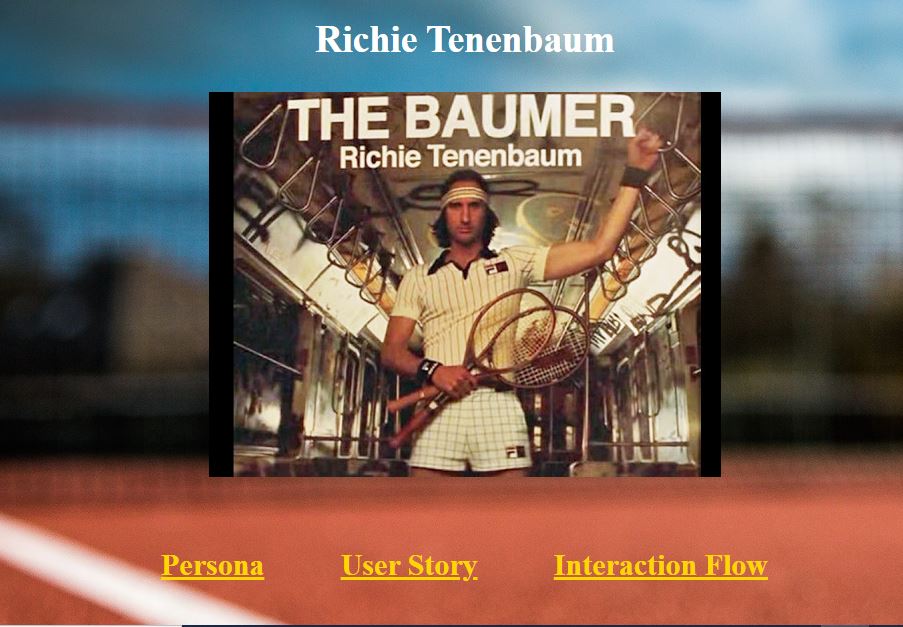 Richie Tenenbaum
THE BAUMER
Richie Tenenbaum
Persona User Story Interaction Flow